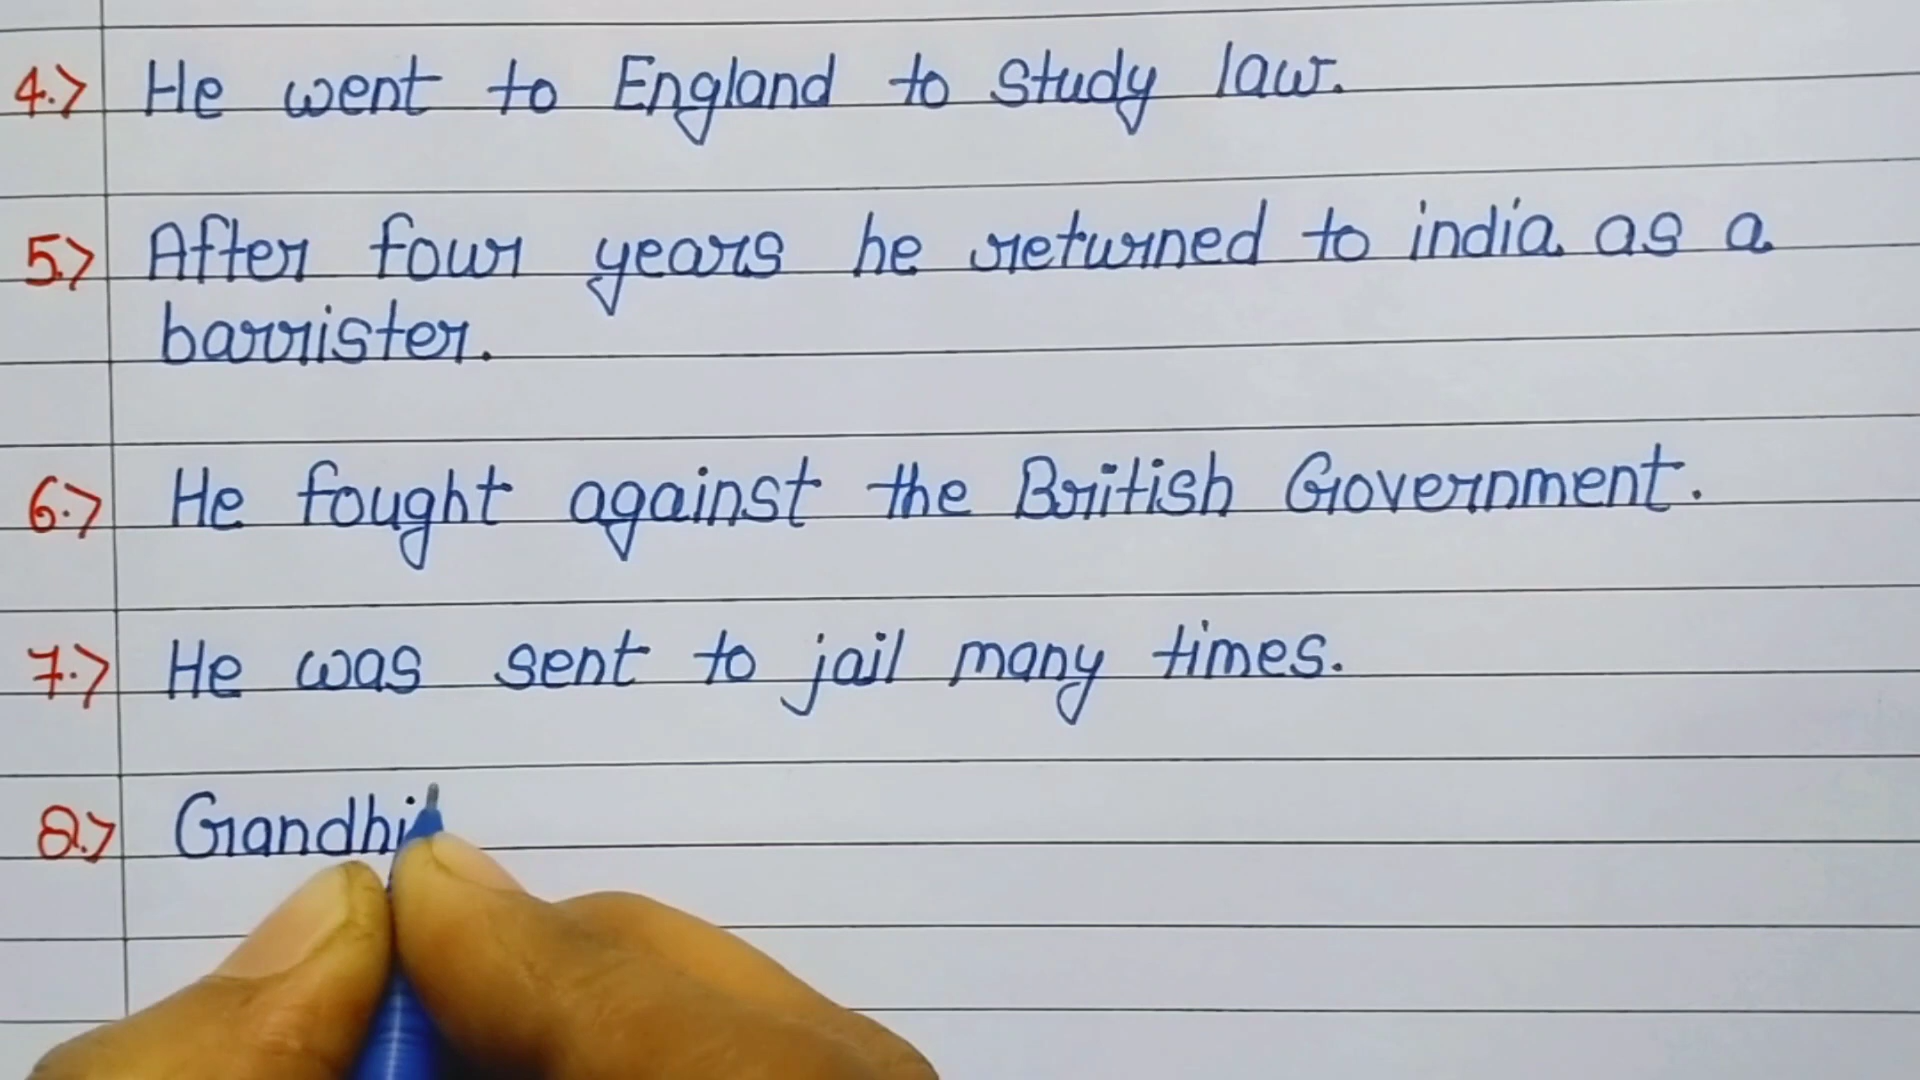 4.> He went to England to study law.
5.> After four years he returned to india as a
barrister.
6.> He fought against the British Government.
7.> He was sent to jail many times.
8.> Gandhi